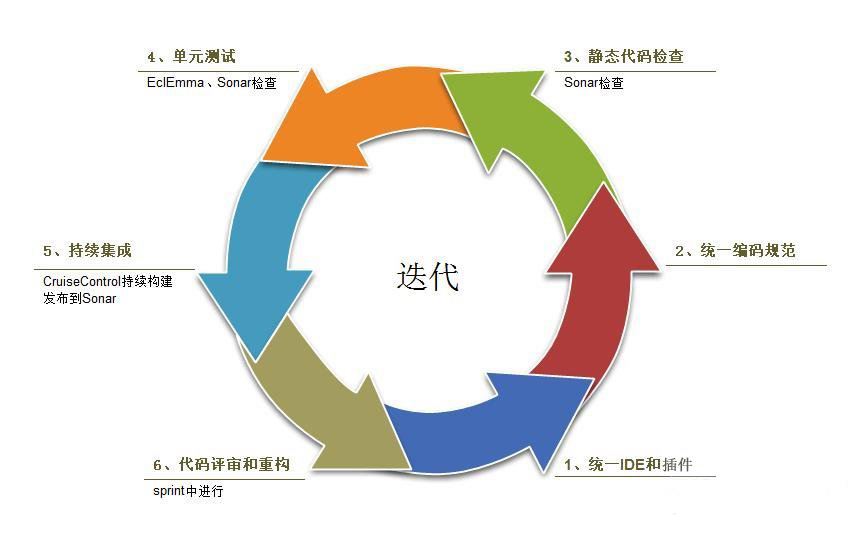 4、单元测试
EclEmma、Sonar检查
3、静态代码检查
Sonar检查
5、持续集成
CruiseControl持续构建
发布到Sonar
迭代
2、统一编码规范
6、代码评审和重构
sprint中进行
1、统一IDE和插件